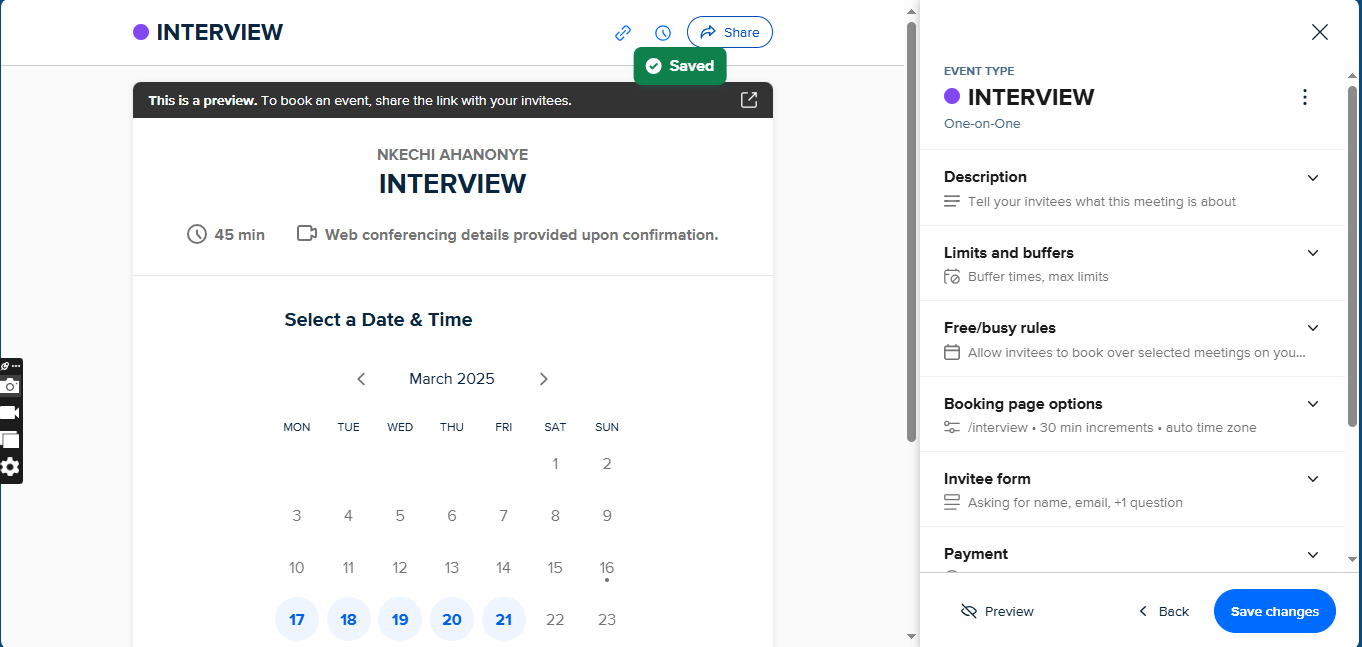 INTERVIEW
Share
Saved
This is a preview. To book an event, share the link with your invitees.
NKECHI AHANONYE
INTERVIEW
45 min
Web conferencing details provided upon confirmation.
Select a Date & Time
March 2025
MON TUE WED THU FRI SAT SUN
1 2
3 4 5 6 7 8 9
10 11 12 13 14 15 16
17 18 19 20 21 22 23
EVENT TYPE
INTERVIEW
One-on-One
Description
Tell your invitees what this meeting is about
Limits and buffers
Buffer times, max limits
Free/busy rules
Allow invitees to book over selected meetings on you...
Booking page options
/interview • 30 min increments • auto time zone
Invitee form
Asking for name, email, +1 question
Payment
Preview
Back
Save changes